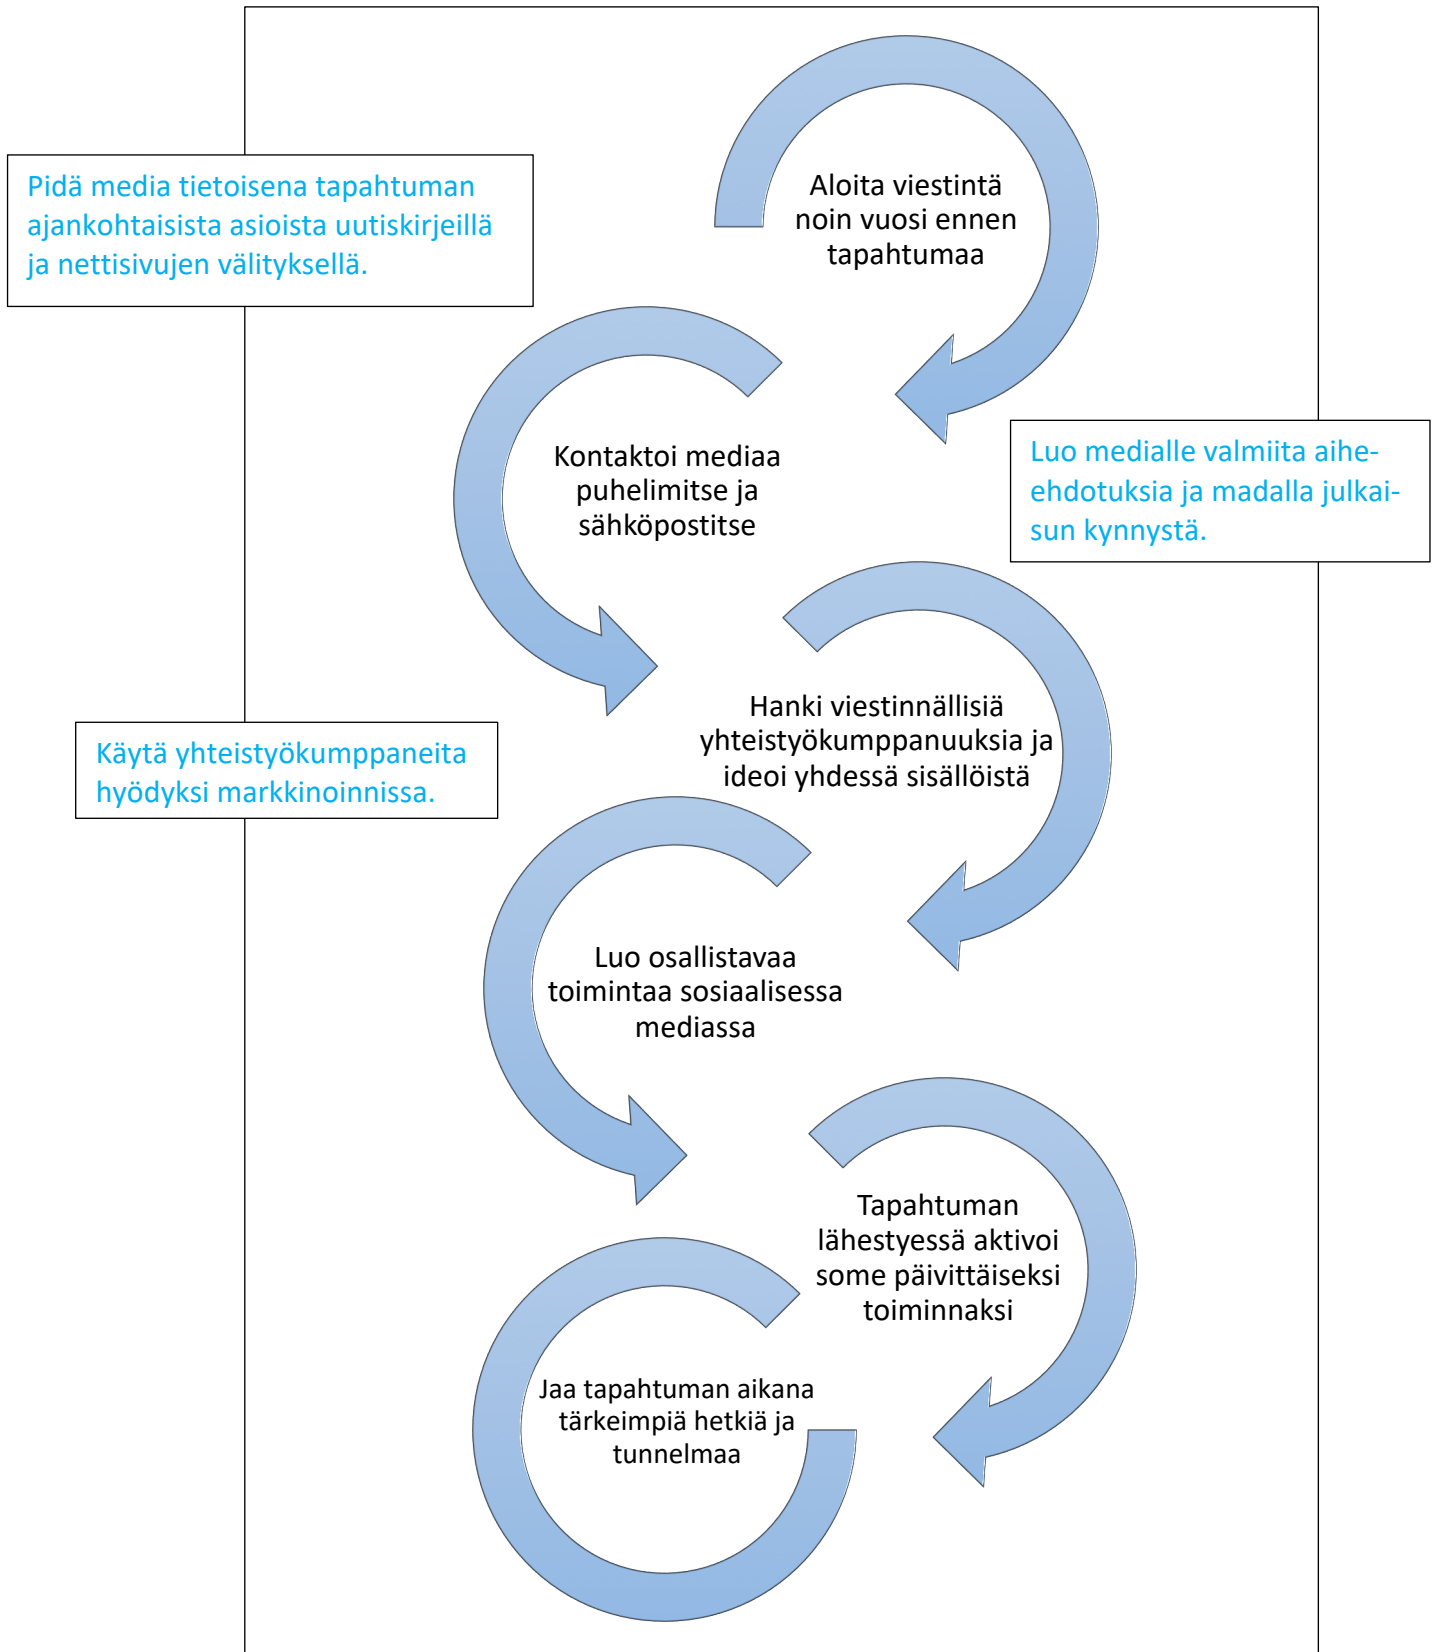 Aloita viestintä
noin vuosi ennen
tapahtumaa
Pidä media tietoisena tapahtuman
ajankohtaisista asioista uutiskirjeillä
ja nettisivujen välityksellä.
Kontaktoi mediaa
puhelimitse ja
sähköpostitse
Luo medialle valmiita aihe-
ehdotuksia ja madalla julkai-
sun kynnystä.
Hanki viestinnällisiä
yhteistyökumppanuuksia ja
ideoi yhdessä sisällöistä
Käytä yhteistyökumppaneita
hyödyksi markkinoinnissa.
Luo osallistavaa
toimintaa sosiaalisessa
mediassa
Tapahtuman
lähestyessä aktivoi
some päivittäiseksi
toiminnaksi
Jaa tapahtuman aikana
tärkeimpiä hetkiä ja
tunnelmaa